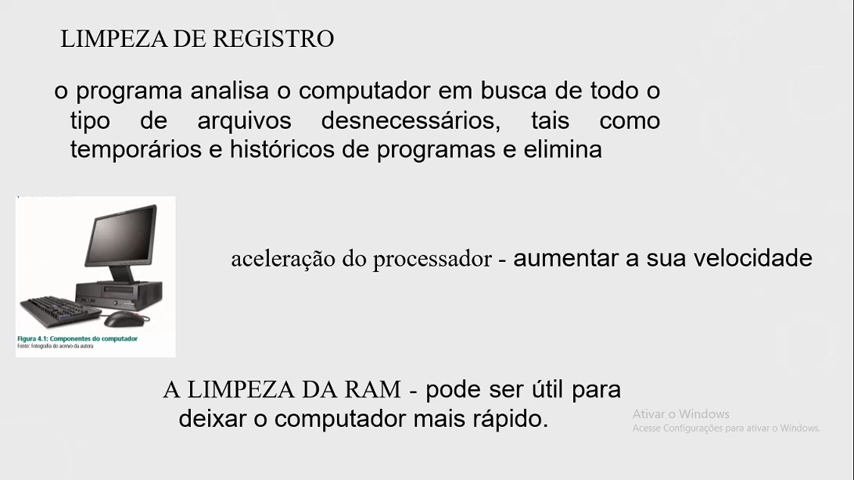 LIMPEZA DE REGISTRO
o programa analisa o computador em busca de todo o
tipo de arquivos desnecessários, tais como
temporários e históricos de programas e elimina
aceleração do processador - aumentar a sua velocidade
Figura 4.1: Componentes do computador
Fonte: Fotografia do acervo da autora
A LIMPEZA DA RAM - pode ser útil para
deixar o computador mais rápido.
Ativar o Windows
Acesse Configurações para ativar o Windows.